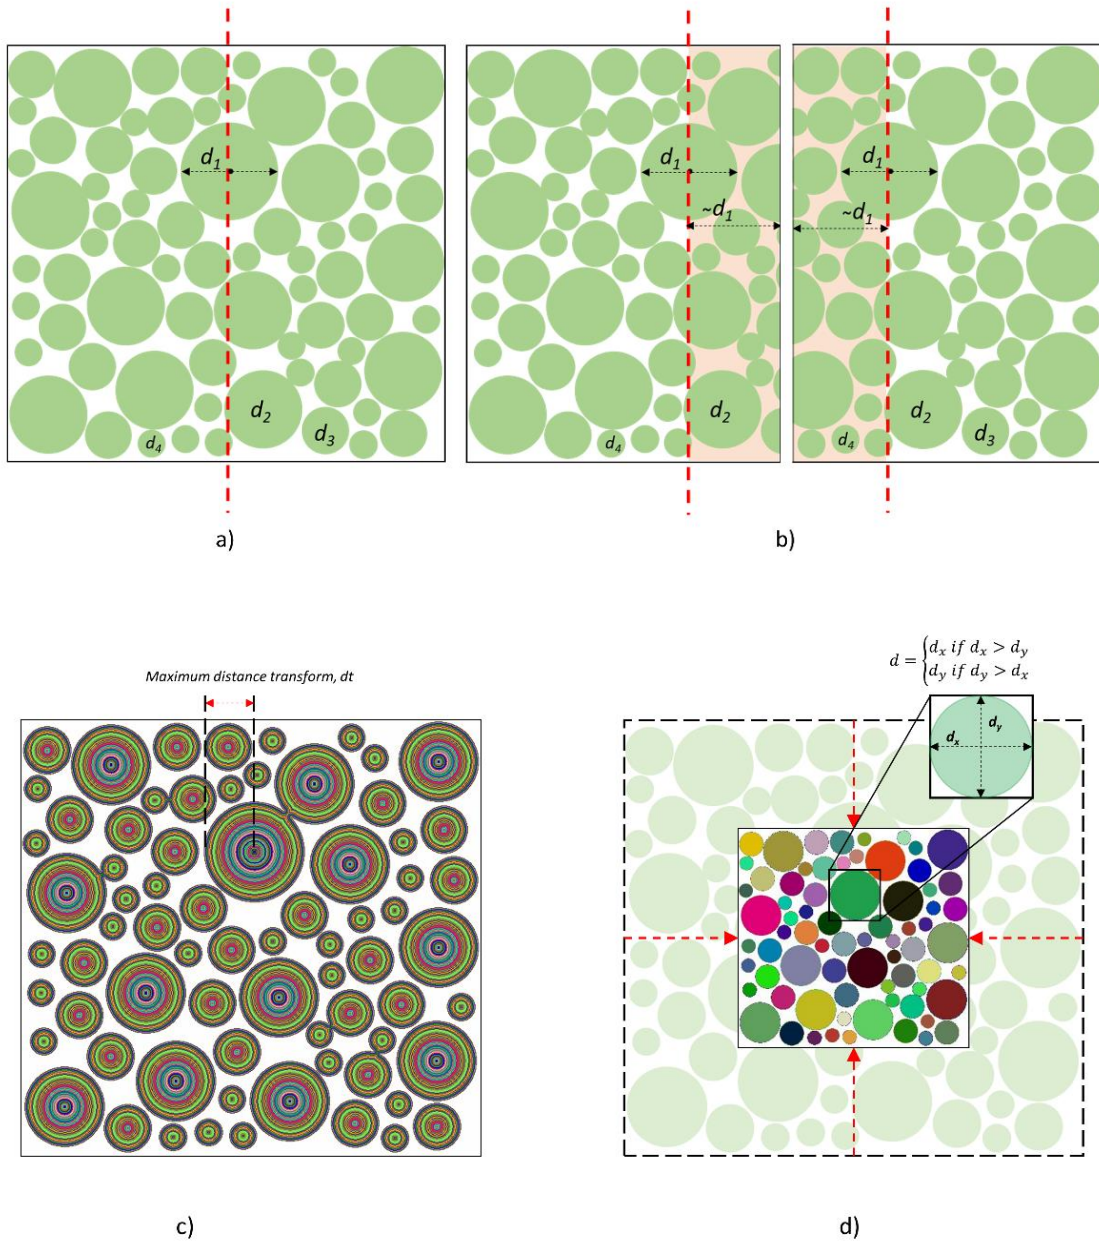 d1
d2
d3
d4
a)
d1
~d1
d2
d4
d1
~d1
d4
d2
d3
b)
Maximum distance transform, dt
c)
d = {dx if dx > dy
dy if dy > dx
dx
dy
d)